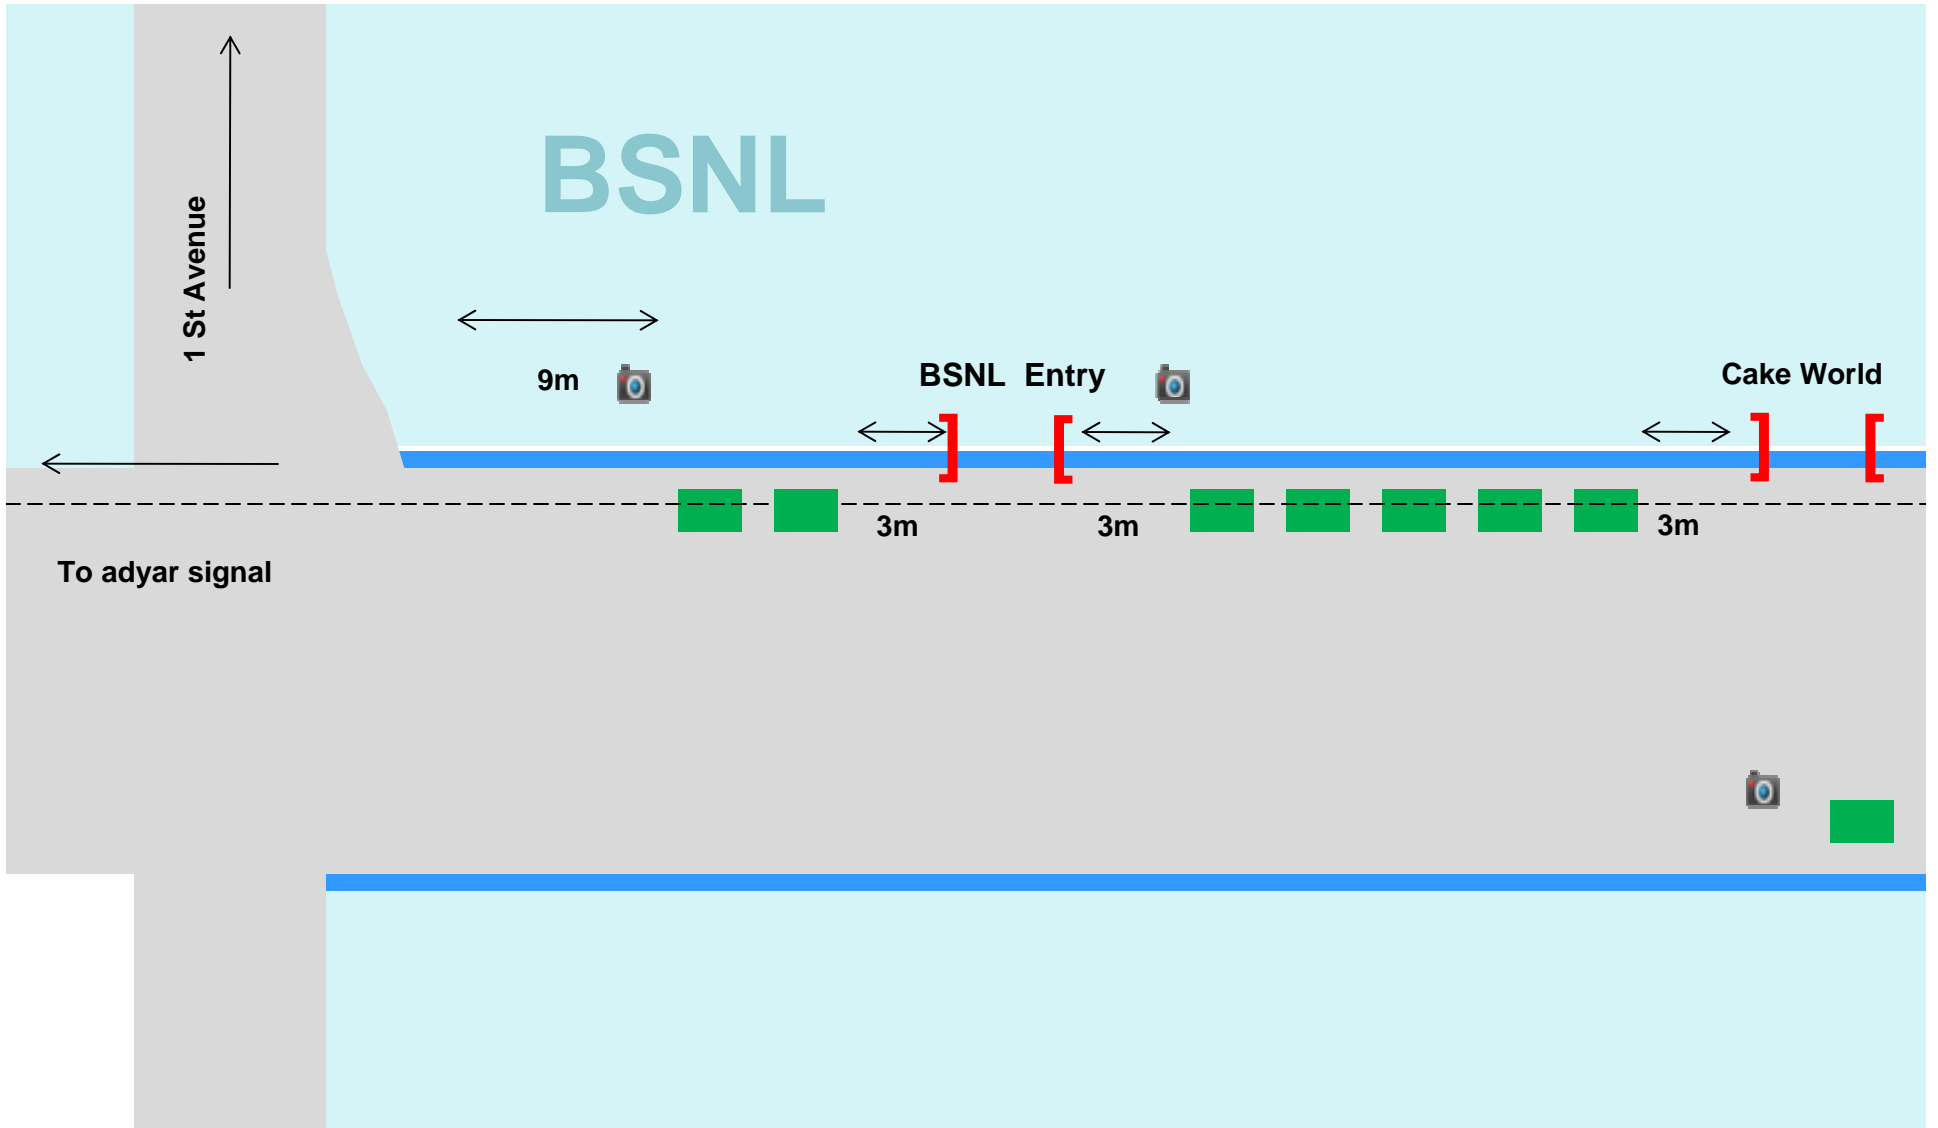 BSNL
1 St Avenue
9m
BSNL  Entry
Cake World
3m
3m
3m
To adyar signal